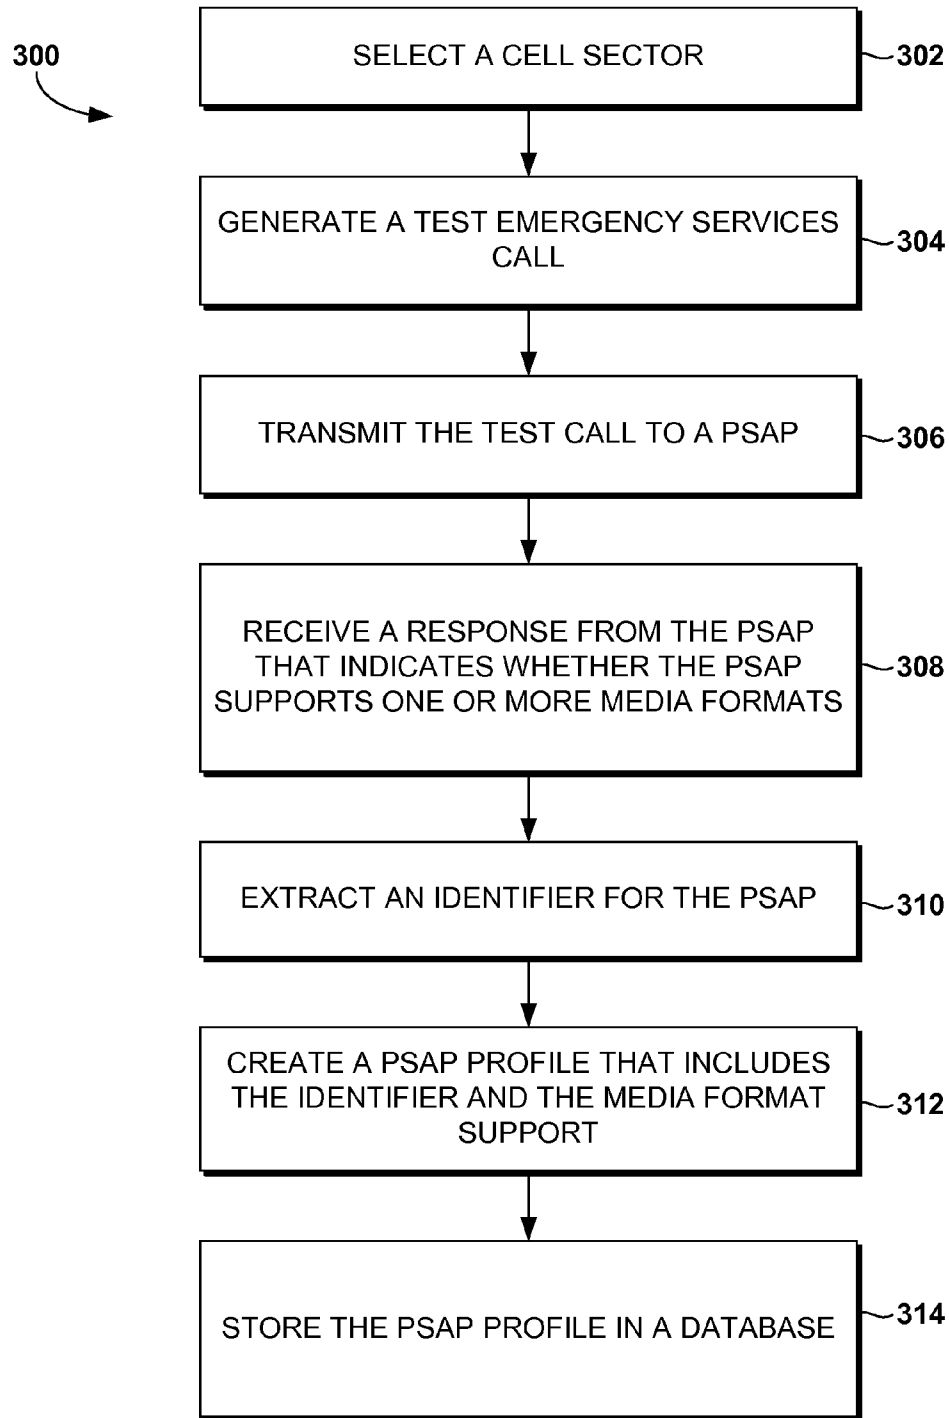 300
SELECT A CELL SECTOR
302
GENERATE A TEST EMERGENCY SERVICES
CALL
304
TRANSMIT THE TEST CALL TO A PSAP
306
RECEIVE A RESPONSE FROM THE PSAP
THAT INDICATES WHETHER THE PSAP
SUPPORTS ONE OR MORE MEDIA FORMATS
308
EXTRACT AN IDENTIFIER FOR THE PSAP
310
CREATE A PSAP PROFILE THAT INCLUDES
THE IDENTIFIER AND THE MEDIA FORMAT
SUPPORT
312
STORE THE PSAP PROFILE IN A DATABASE
314